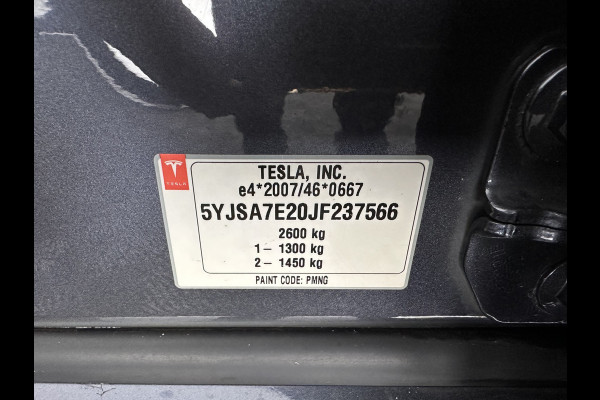 TESLA
TESLA, INC.
e4*2007/46*0667
5YJSA7E20JF237566
2600 kg
1– 1300 kg
2– 1450 kg
PAINT CODE: PMNG